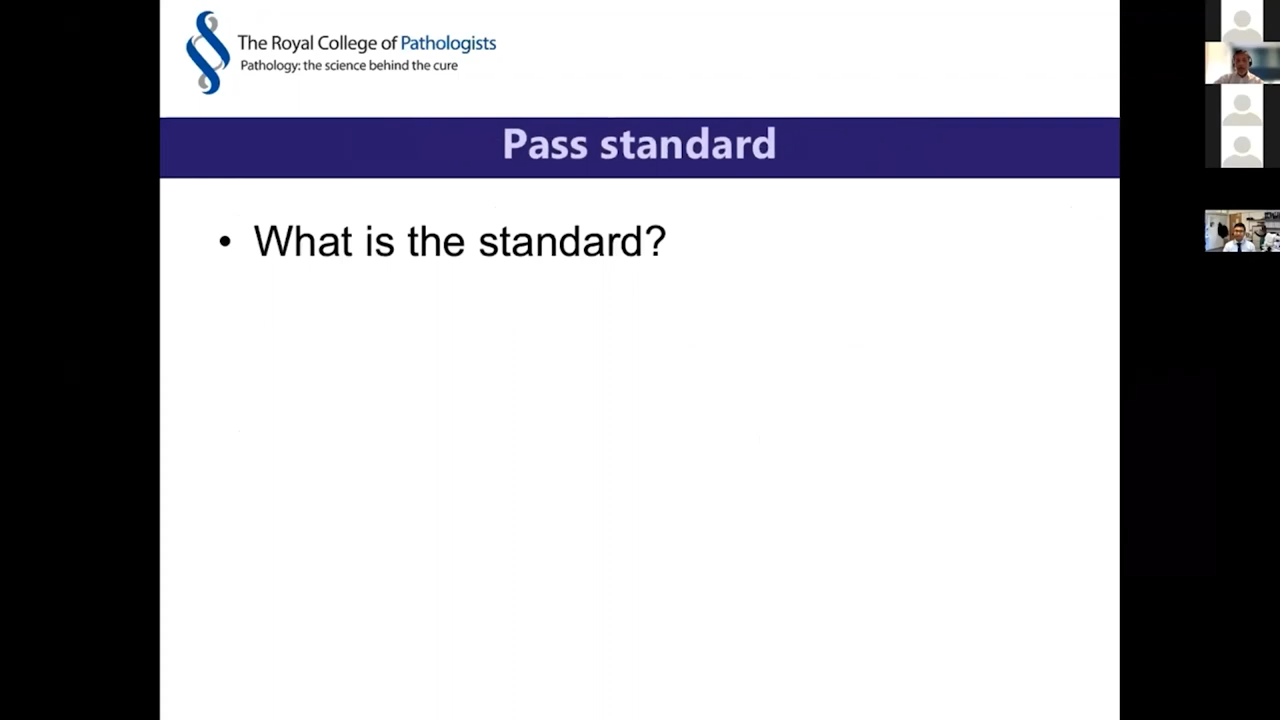 The Royal College of Pathologists
Pathology: the science behind the cure
Pass standard
• What is the standard?